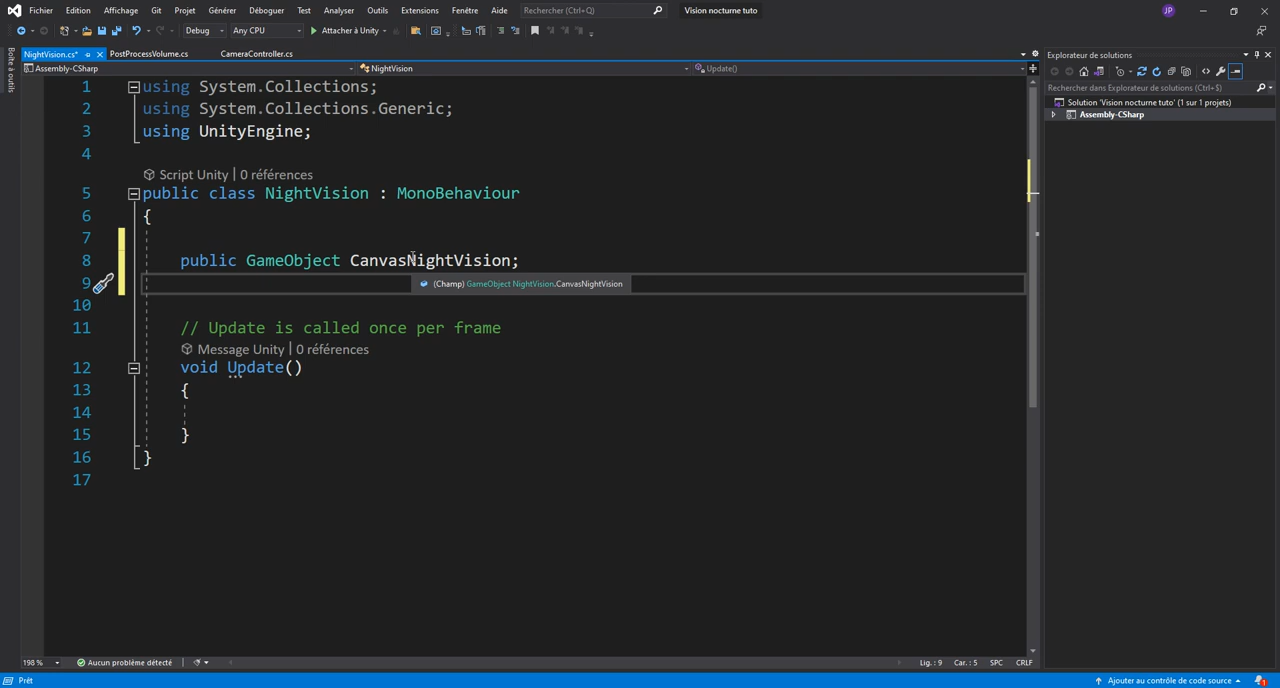 Fichier Edition Affichage Git Projet Générer Déboguer Test Analyser Outils Extensions Fenêtre Aide Rechercher (Ctrl+Q) Vision nocturne tuto JP
Debug Any CPU Attacher à Unity
Boîte à outils
NightVision.cs* PostProcessVolume.cs CameraController.cs
Assembly-CSharp NightVision Update()
1 using System.Collections;
2 using System.Collections.Generic;
3 using UnityEngine;
4
Script Unity | 0 références
5 public class NightVision : MonoBehaviour
6 {
7
8 public GameObject CanvasNightVision;
9 (Champ) GameObject NightVision.CanvasNightVision
10
11 // Update is called once per frame
Message Unity | 0 références
12 void Update()
13 {
14
15 }
16 }
17
198 % Aucun problème détecté Lig. : 9 Car. : 5 SPC CRLF
Prêt Ajouter au contrôle de code source 1
Explorateur de solutions
Rechercher dans Explorateur de solutions (Ctrl+$)
Solution 'Vision nocturne tuto' (1 sur 1 projets)
Assembly-CSharp